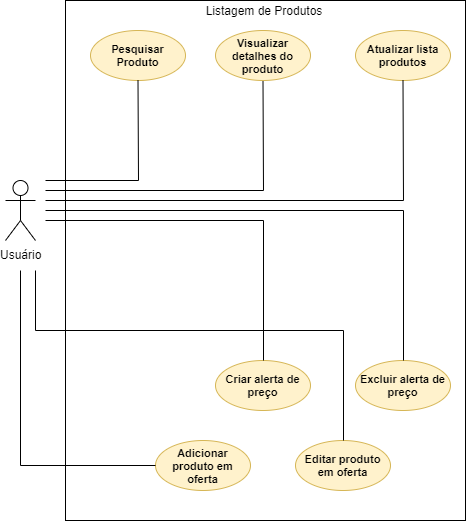 Listagem de Produtos
Pesquisar
Produto
Visualizar
detalhes do
produto
Atualizar lista
produtos
Usuário
Criar alerta de
preço
Excluir alerta de
preço
Adicionar
produto em
oferta
Editar produto
em oferta